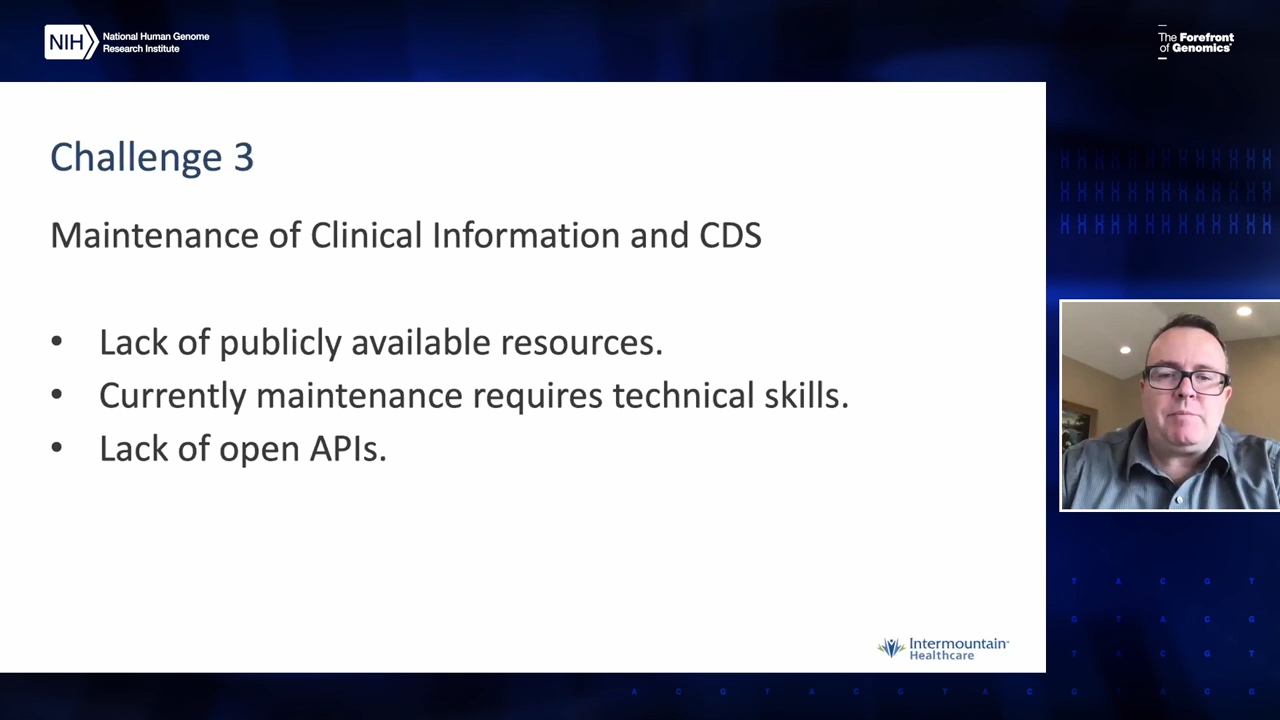 NIH
National Human Genome
Research Institute
The Forefront
of Genomics®
Challenge 3
Maintenance of Clinical Information and CDS
• Lack of publicly available resources.
• Currently maintenance requires technical skills.
• Lack of open APIs.
Intermountain®
Healthcare
T A C G T
G T A C G
T A C G T
A C G T A C G T A C G T A C G